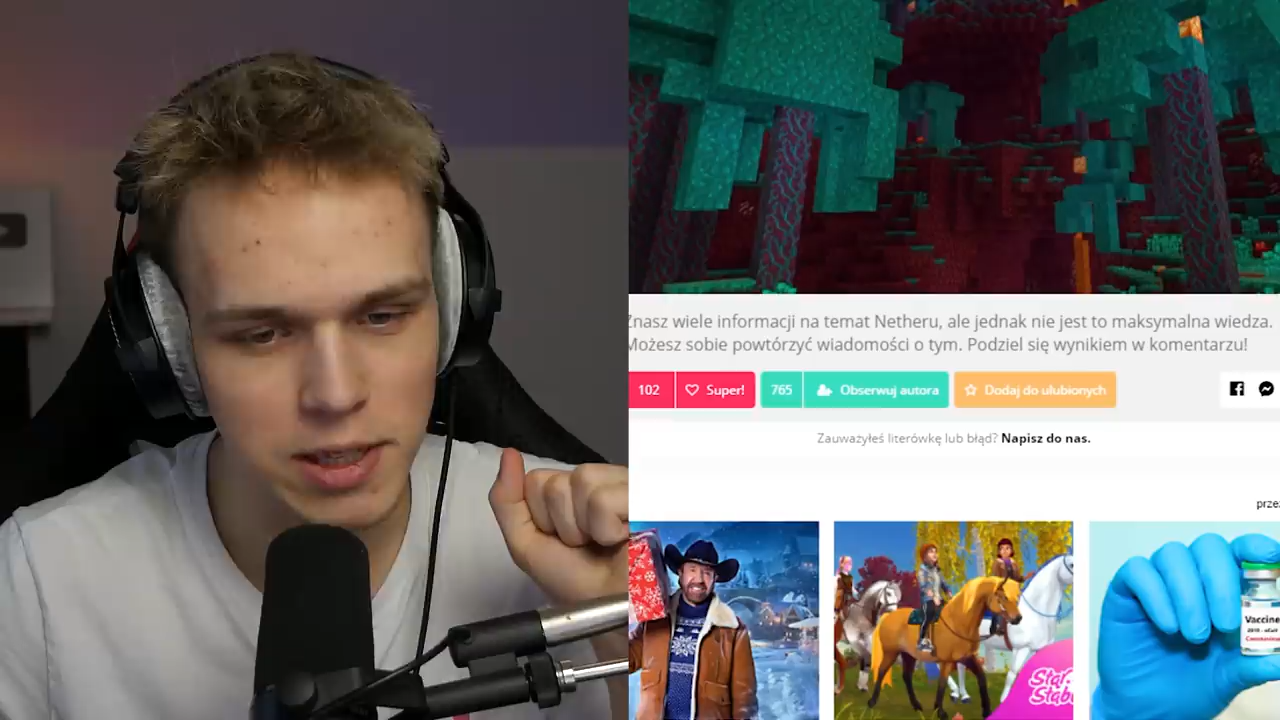 Znasz wiele informacji na temat Netheru, ale jednak nie jest to maksymalna wiedza.
Możesz sobie powtórzyć wiadomości o tym. Podziel się wynikiem w komentarzu!
102 Super! 765 Obserwuj autora Dodaj do ulubionych
Zauważyłeś literówkę lub błąd? Napisz do nas.
Star
Stab
Vaccine